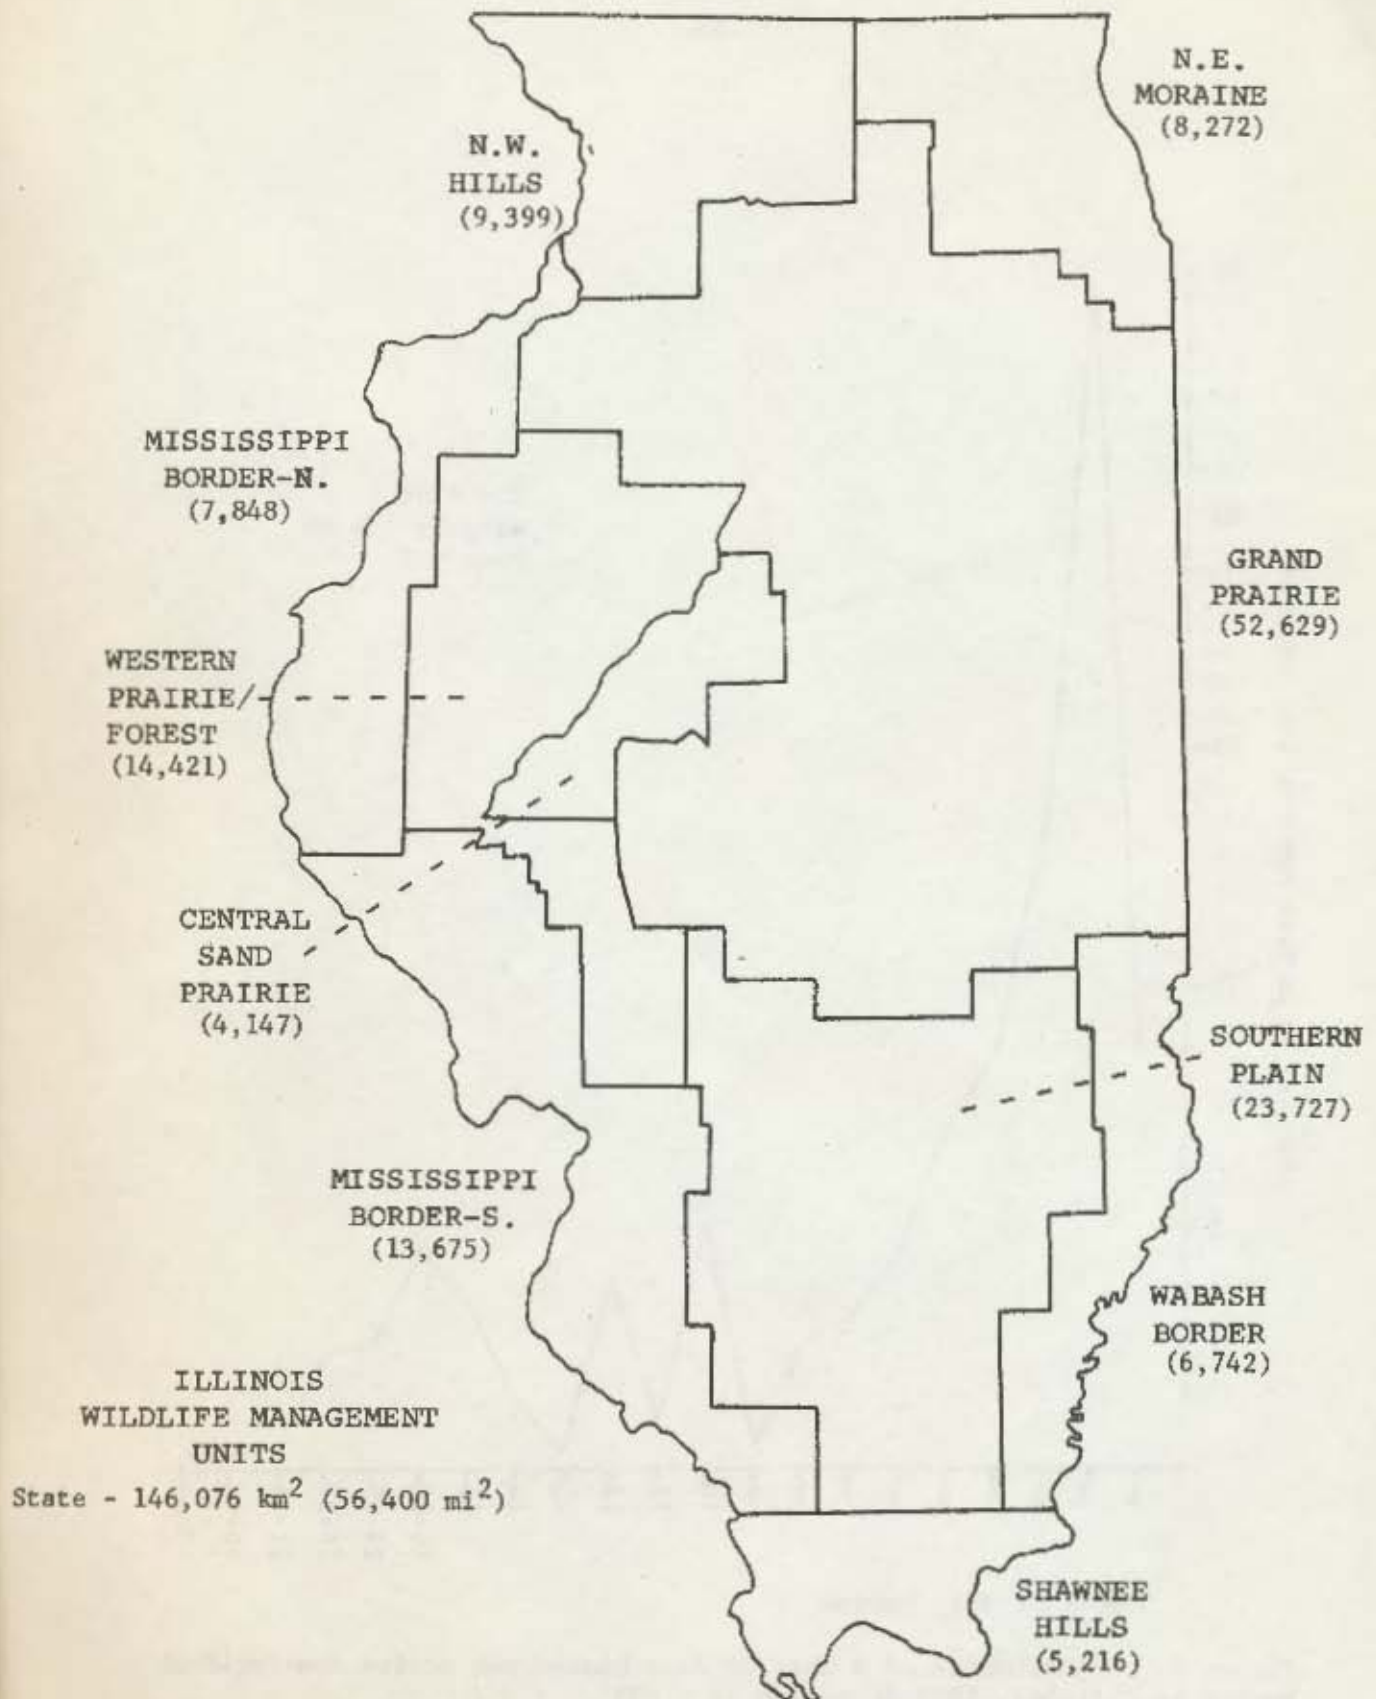 N.E.
MORAINE
(8,272)
N.W.
HILLS
(9,399)
MISSISSIPPI
BORDER-N.
(7,848)
GRAND
PRAIRIE
(52,629)
WESTERN
PRAIRIE/
FOREST
(14,421)
CENTRAL
SAND
PRAIRIE
(4,147)
SOUTHERN
PLAIN
(23,727)
MISSISSIPPI
BORDER-S.
(13,675)
WABASH
BORDER
(6,742)
ILLINOIS
WILDLIFE MANAGEMENT
UNITS
State - 146,076 km² (56,400 mi²)
SHAWNEE
HILLS
(5,216)